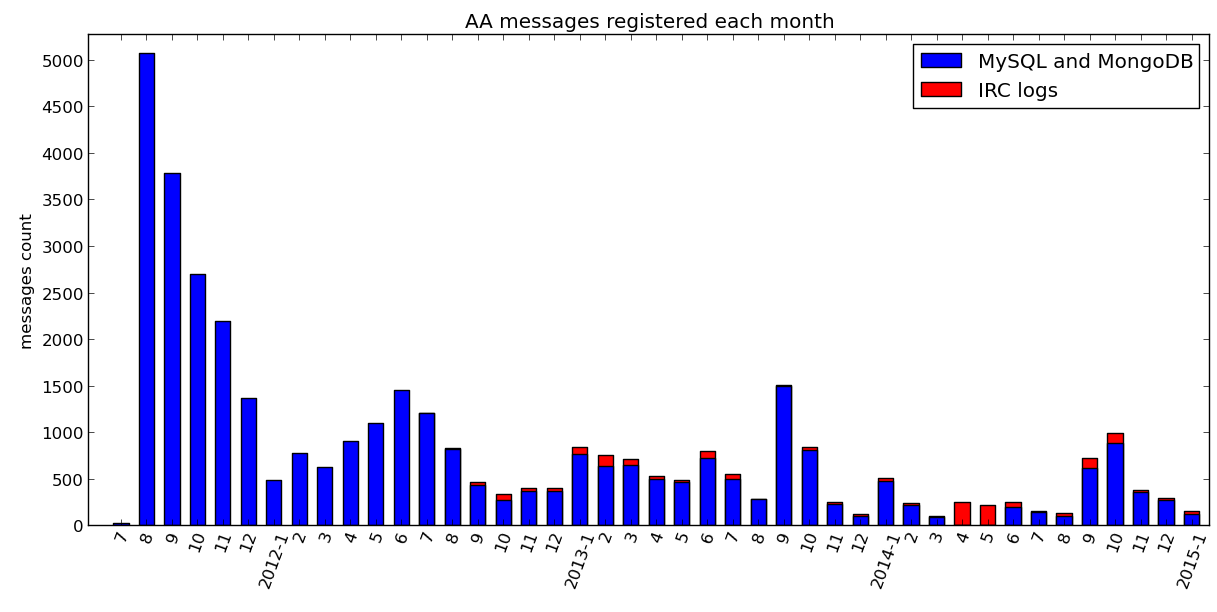 AA messages registered each month
MySQL and MongoDB
IRC logs
messages count
5000
4500
4000
3500
3000
2500
2000
1500
1000
500
0
7 8 9 10 11 12 2012-1 2 3 4 5 6 7 8 9 10 11 12 2013-1 2 3 4 5 6 7 8 9 10 11 12 2014-1 2 3 4 5 6 7 8 9 10 11 12 2015-1